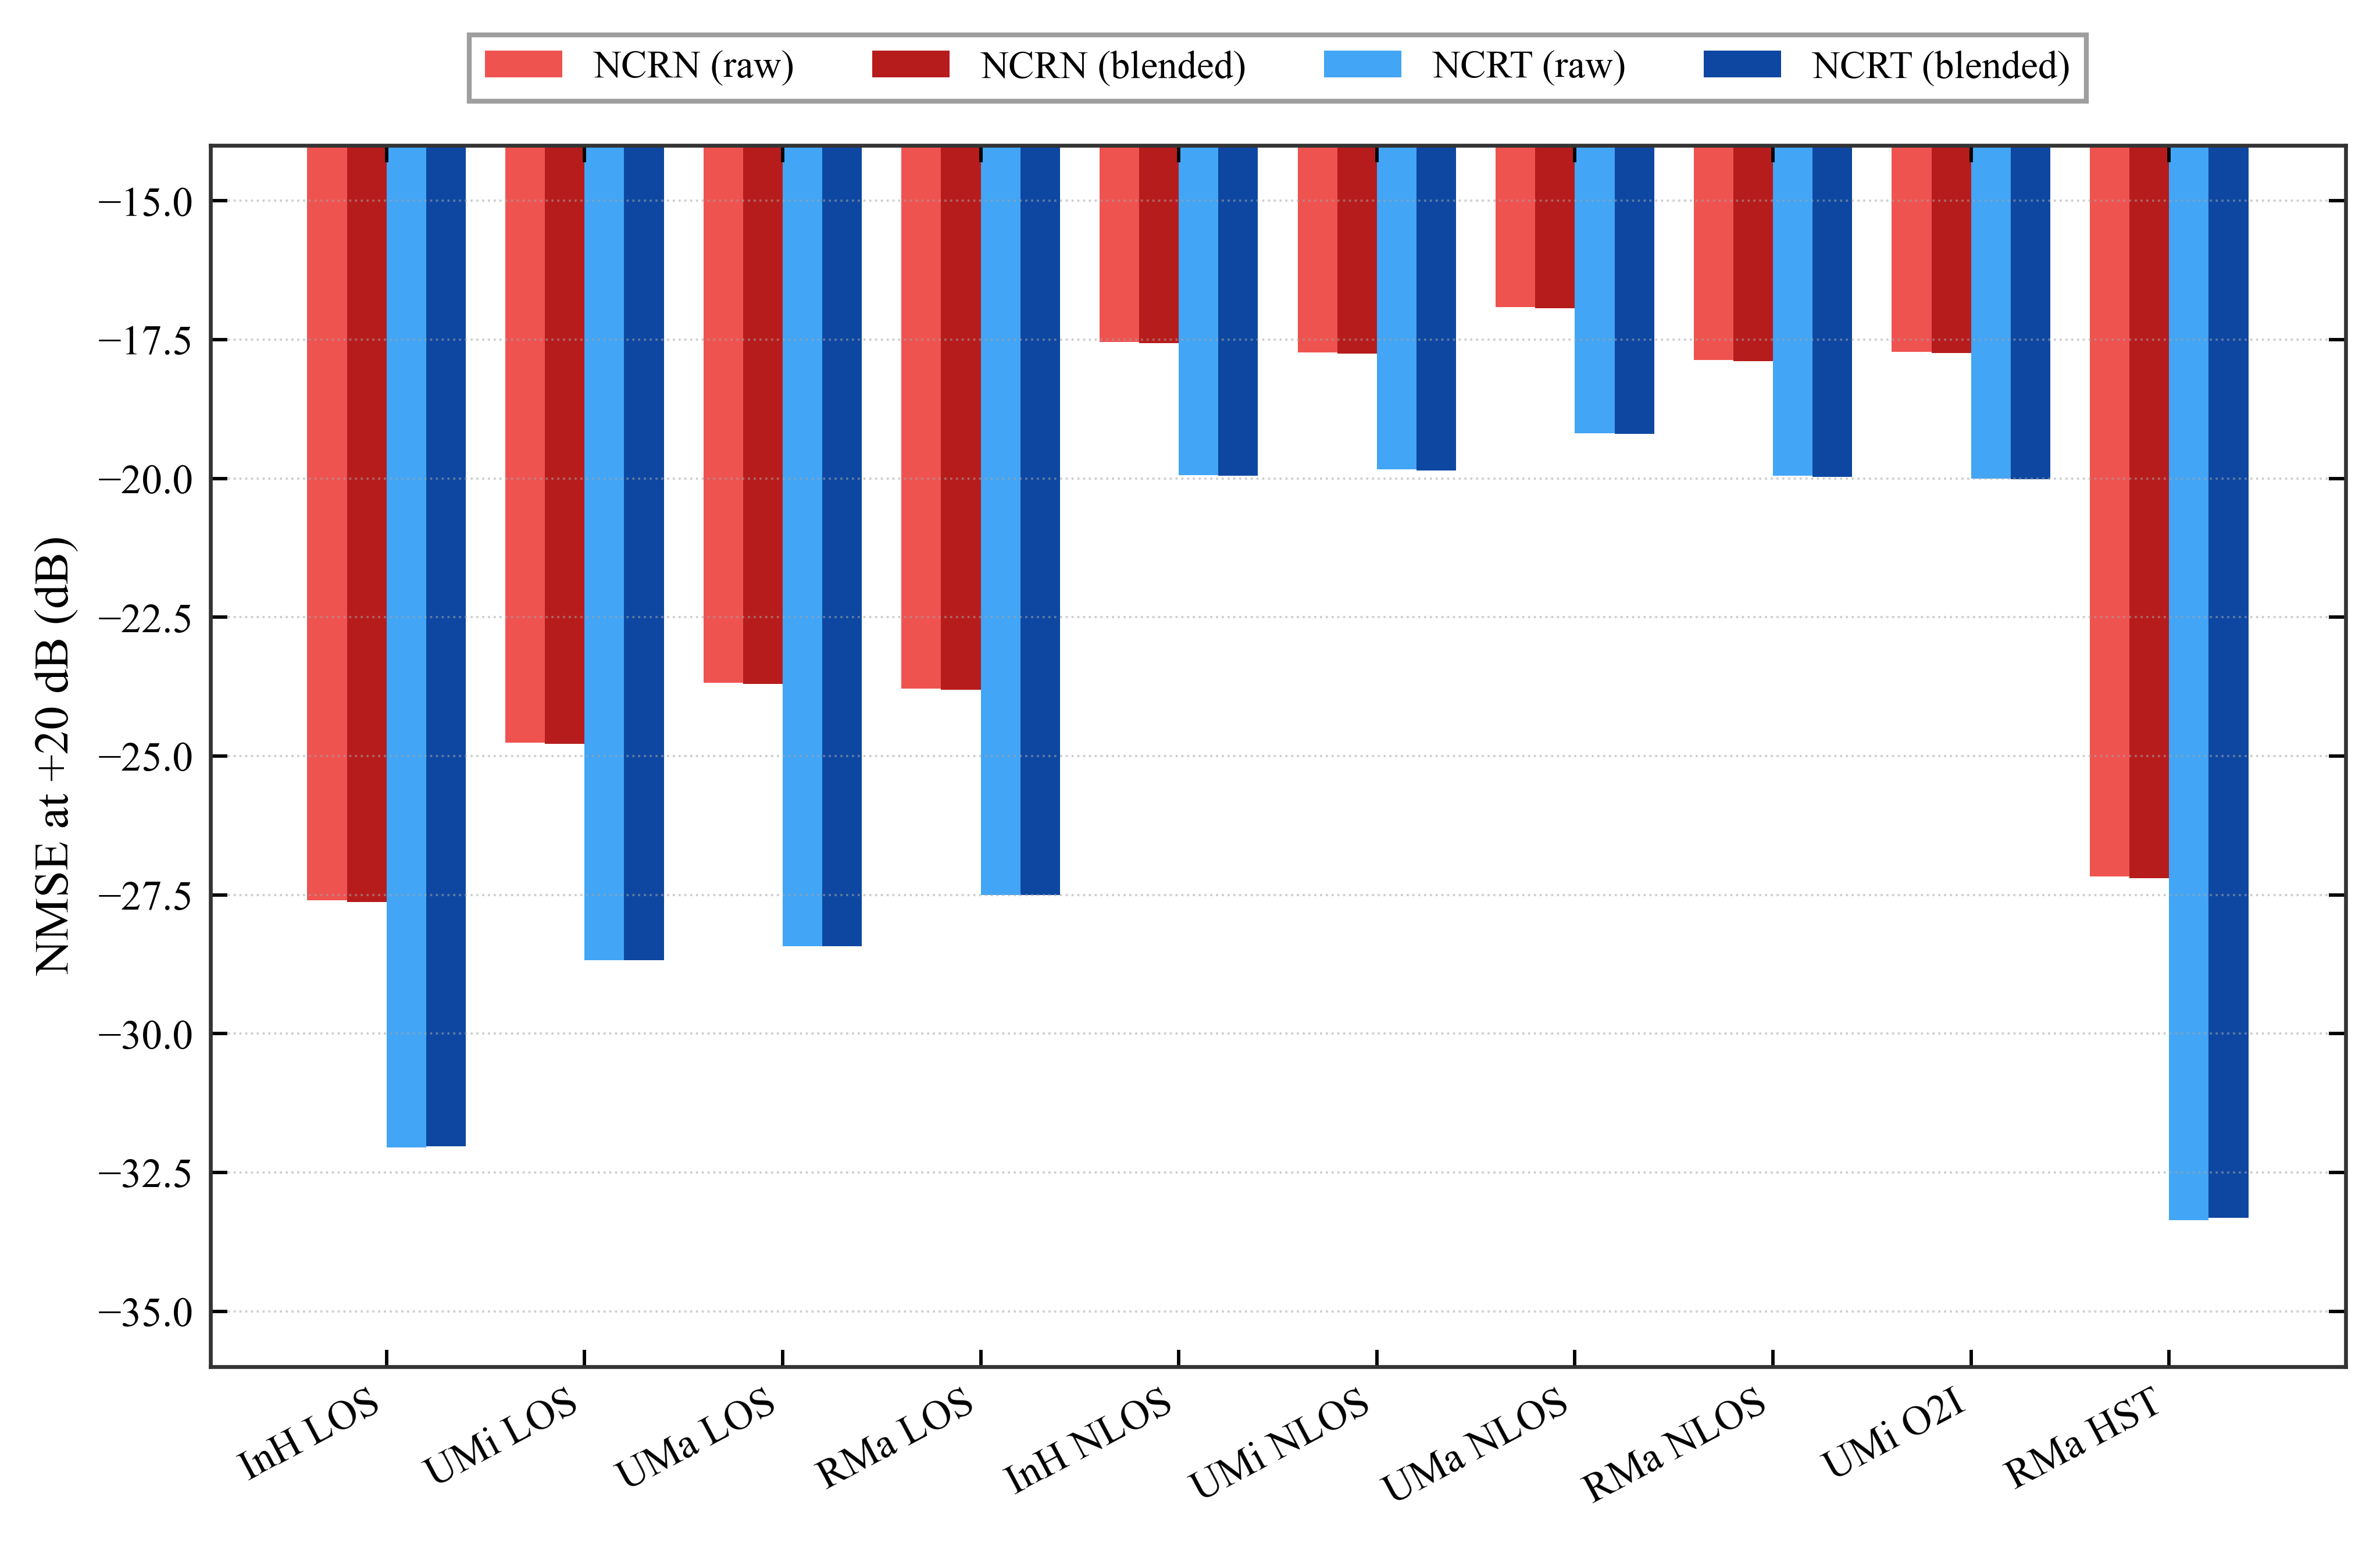 NCRN (raw) NCRN (blended) NCRT (raw) NCRT (blended)
NMSE at +20 dB (dB)
−15.0
−17.5
−20.0
−22.5
−25.0
−27.5
−30.0
−32.5
−35.0
InH LOS
UMi LOS
UMa LOS
RMa LOS
InH NLOS
UMi NLOS
UMa NLOS
RMa NLOS
UMi O2I
RMa HST